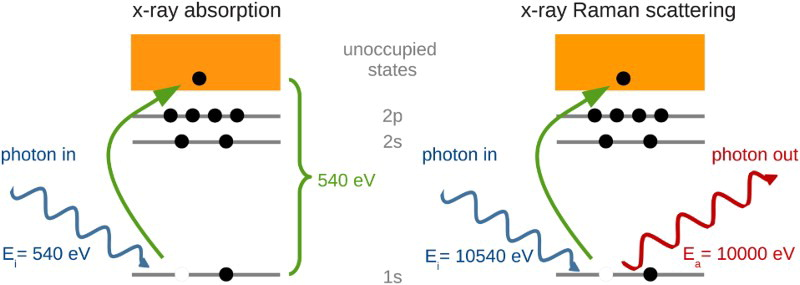 x-ray absorption
x-ray Raman scattering
unoccupied
states
2p
2s
1s
photon in
Ei= 540 eV
540 eV
photon in
Ei= 10540 eV
photon out
Ea= 10000 eV